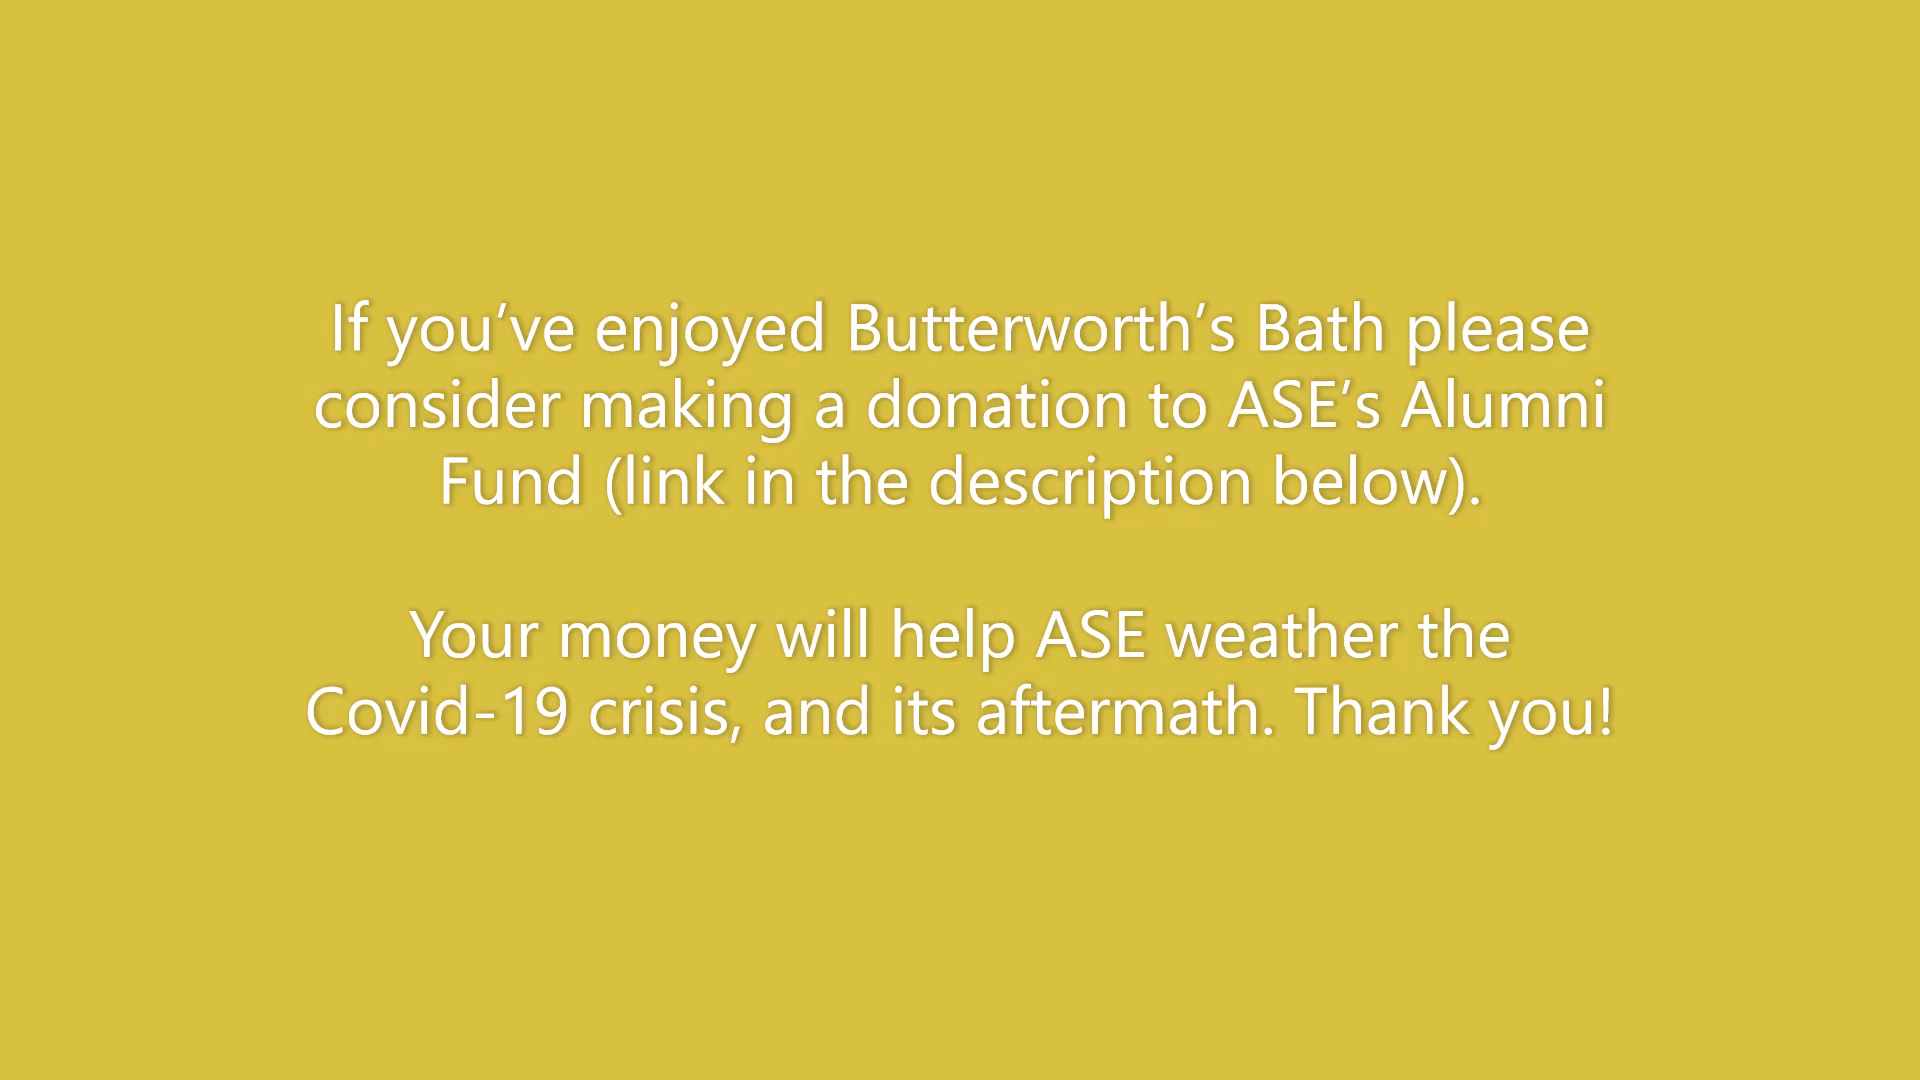 If you’ve enjoyed Butterworth’s Bath please
consider making a donation to ASE’s Alumni
Fund (link in the description below).
Your money will help ASE weather the
Covid-19 crisis, and its aftermath. Thank you!